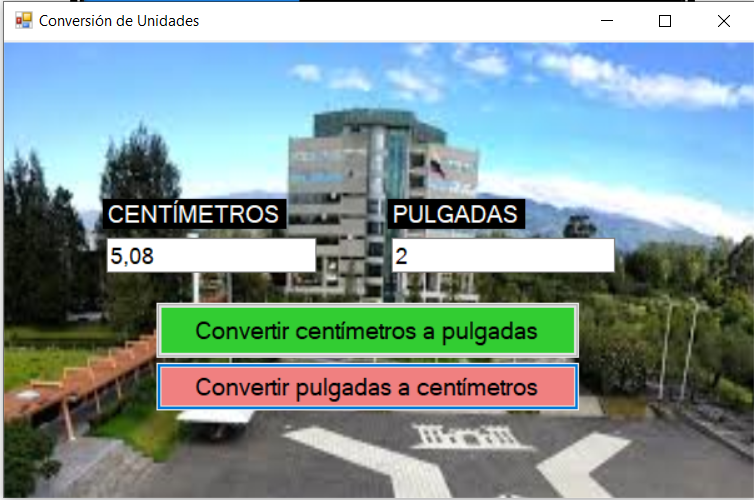 Conversión de Unidades
CENTÍMETROS PULGADAS
5,08 2
Convertir centímetros a pulgadas
Convertir pulgadas a centímetros